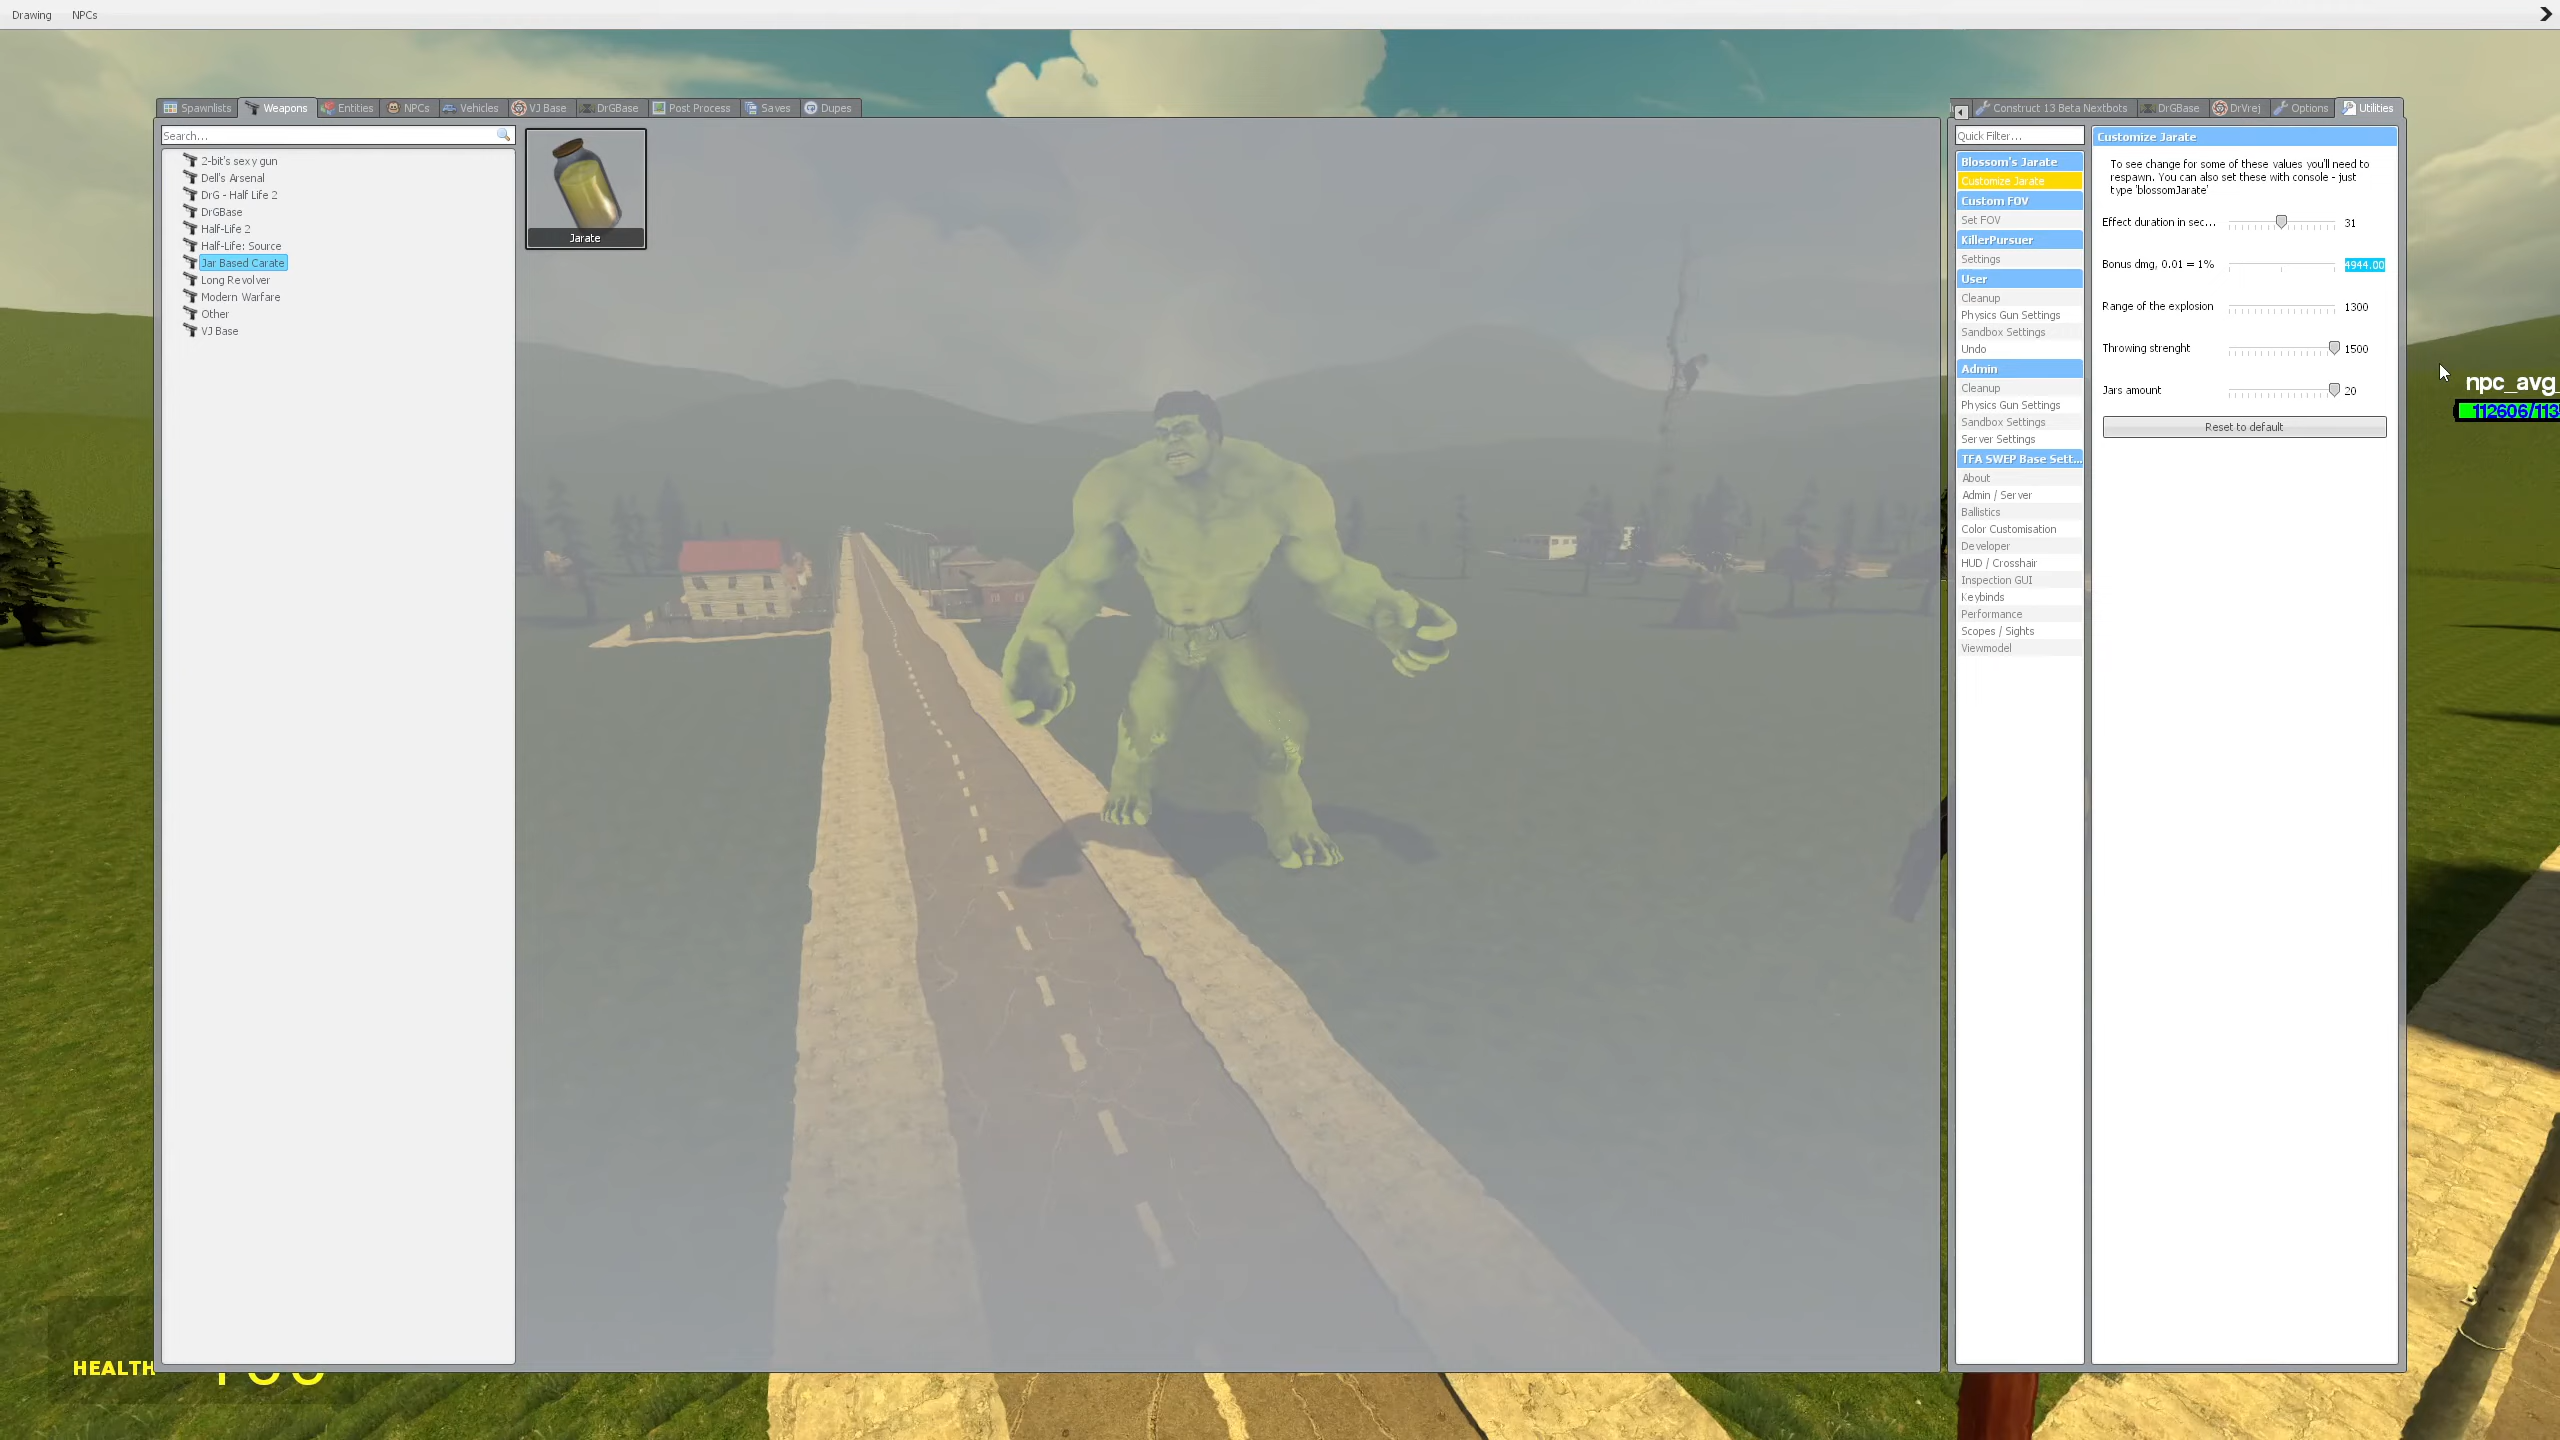 Drawing NPCs
Spawnlists Weapons Entities NPCs Vehicles VJ Base DrGBase Post Process Saves Dupes
Search...
2-bit's sexy gun
Dell's Arsenal
DrG - Half Life 2
DrGBase
Half-Life 2
Half-Life: Source
Jar Based Carate
Long Revolver
Modern Warfare
Other
VJ Base
Jarate
Construct 13 Beta Nextbots DrGBase DrVrej Options Utilities
Quick Filter...
Blossom's Jarate
Customize Jarate
Custom FOV
Set FOV
KillerPursuer
Settings
User
Cleanup
Physics Gun Settings
Sandbox Settings
Undo
Admin
Cleanup
Physics Gun Settings
Sandbox Settings
Server Settings
TFA SWEP Base Sett...
About
Admin / Server
Ballistics
Color Customisation
Developer
HUD / Crosshair
Inspection GUI
Keybinds
Performance
Scopes / Sights
Viewmodel
Customize Jarate
To see change for some of these values you'll need to
respawn. You can also set these with console - just
type 'blossomJarate'
Effect duration in sec... 31
Bonus dmg, 0.01 = 1% 4944.00
Range of the explosion 1300
Throwing strenght 1500
Jars amount 20
Reset to default
npc_avg_
112606/113
HEALTH